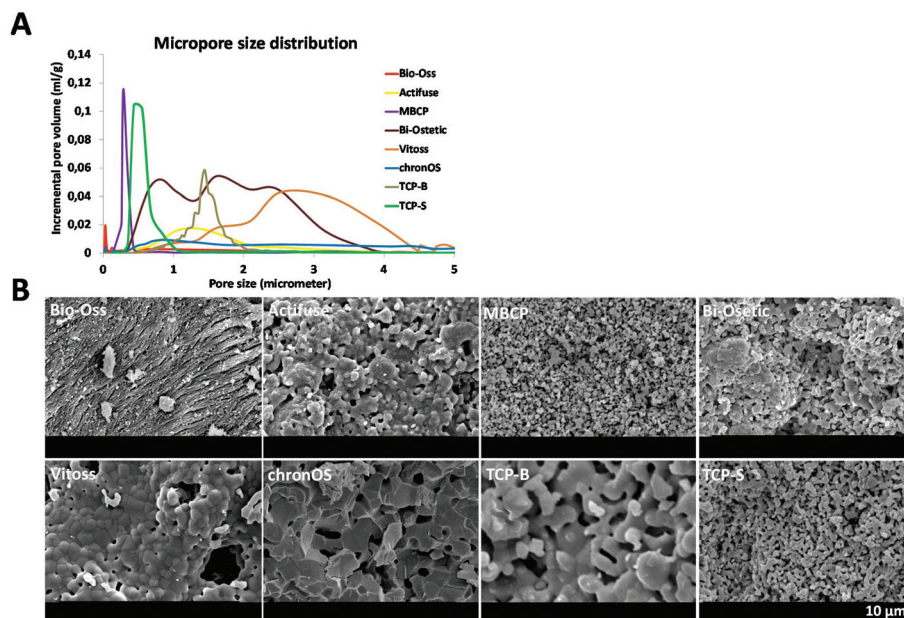 A
Micropore size distribution
Incremental pore volume (ml/g)
0,14
0,12
0,1
0,08
0,06
0,04
0,02
0
0 1 2 3 4 5
Pore size (micrometer)
Bio-Oss
Actifuse
MBCP
Bi-Ostetic
Vitoss
chronOS
TCP-B
TCP-S
B
Bio-Oss Actifuse MBCP Bi-Osetic
Vitoss chronOS TCP-B TCP-S
10 µm